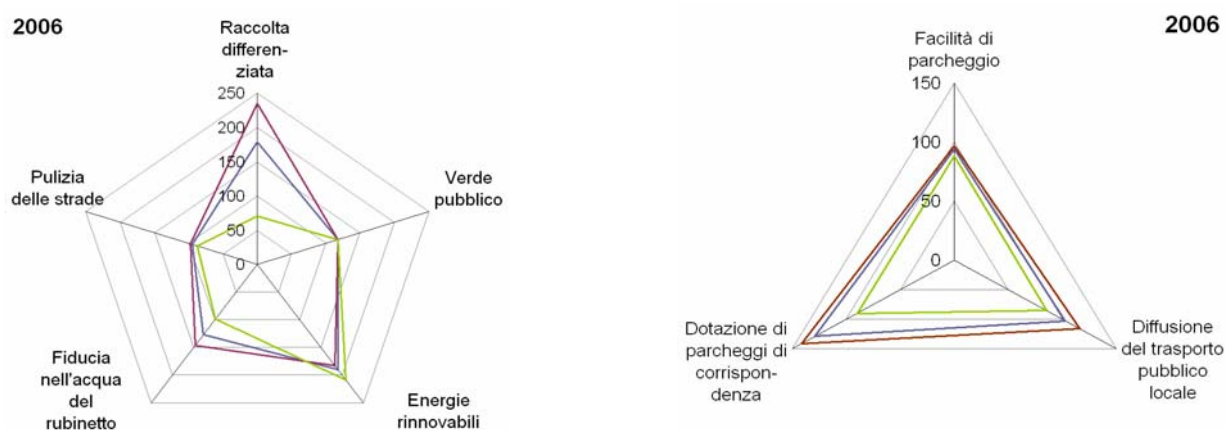 2006
Raccolta
differen-
ziata
250
200
150
100
50
0
Pulizia
delle strade
Verde
pubblico
Fiducia
nell'acqua
del
rubinetto
Energie
rinnovabili
2006
Facilità di
parcheggio
150
100
50
0
Dotazione di
parcheggi di
corrispon-
denza
Diffusione
del trasporto
pubblico
locale